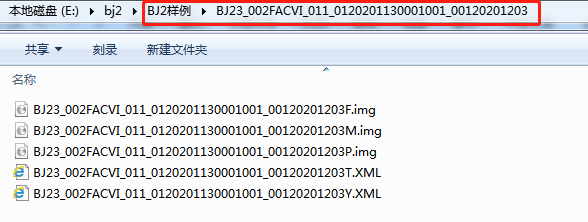 本地磁盘 (E:) ▸ bj2 ▸ BJ2样例 ▸ BJ23_002FACVI_011_0120201130001001_00120201203
共享 刻录 新建文件夹
名称
BJ23_002FACVI_011_0120201130001001_00120201203F.img
BJ23_002FACVI_011_0120201130001001_00120201203M.img
BJ23_002FACVI_011_0120201130001001_00120201203P.img
BJ23_002FACVI_011_0120201130001001_00120201203T.XML
BJ23_002FACVI_011_0120201130001001_00120201203Y.XML